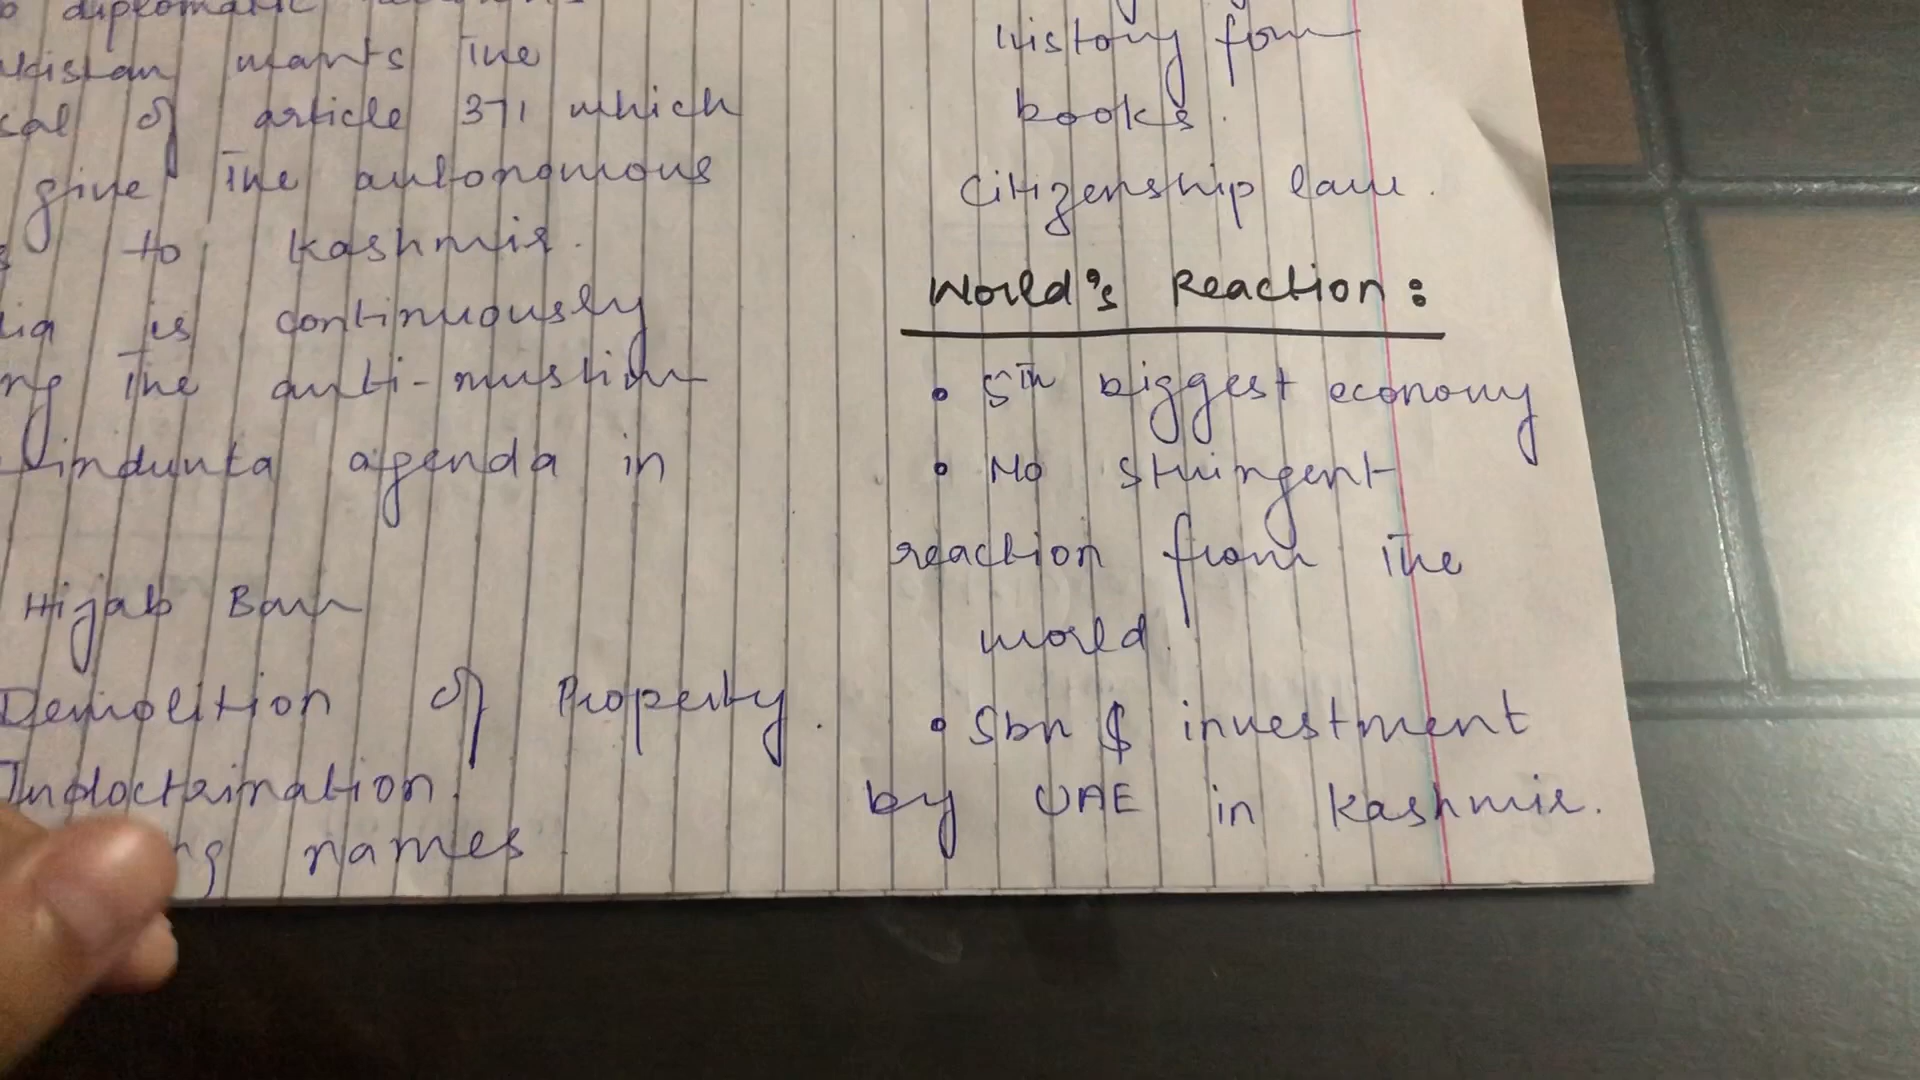 diplomatic
wants the
of article 371 which
give the autonomous
to Kashmir.
is continuously
the anti-muslim
agenda in
Hijab Ban
Demolition of Property.
Indoctrination.
names
history from
books.
Citizenship law.
World's Reaction:
• 5th biggest economy
• No stringent
reaction from the
world.
• 5bn $ investment
by UAE in Kashmir.